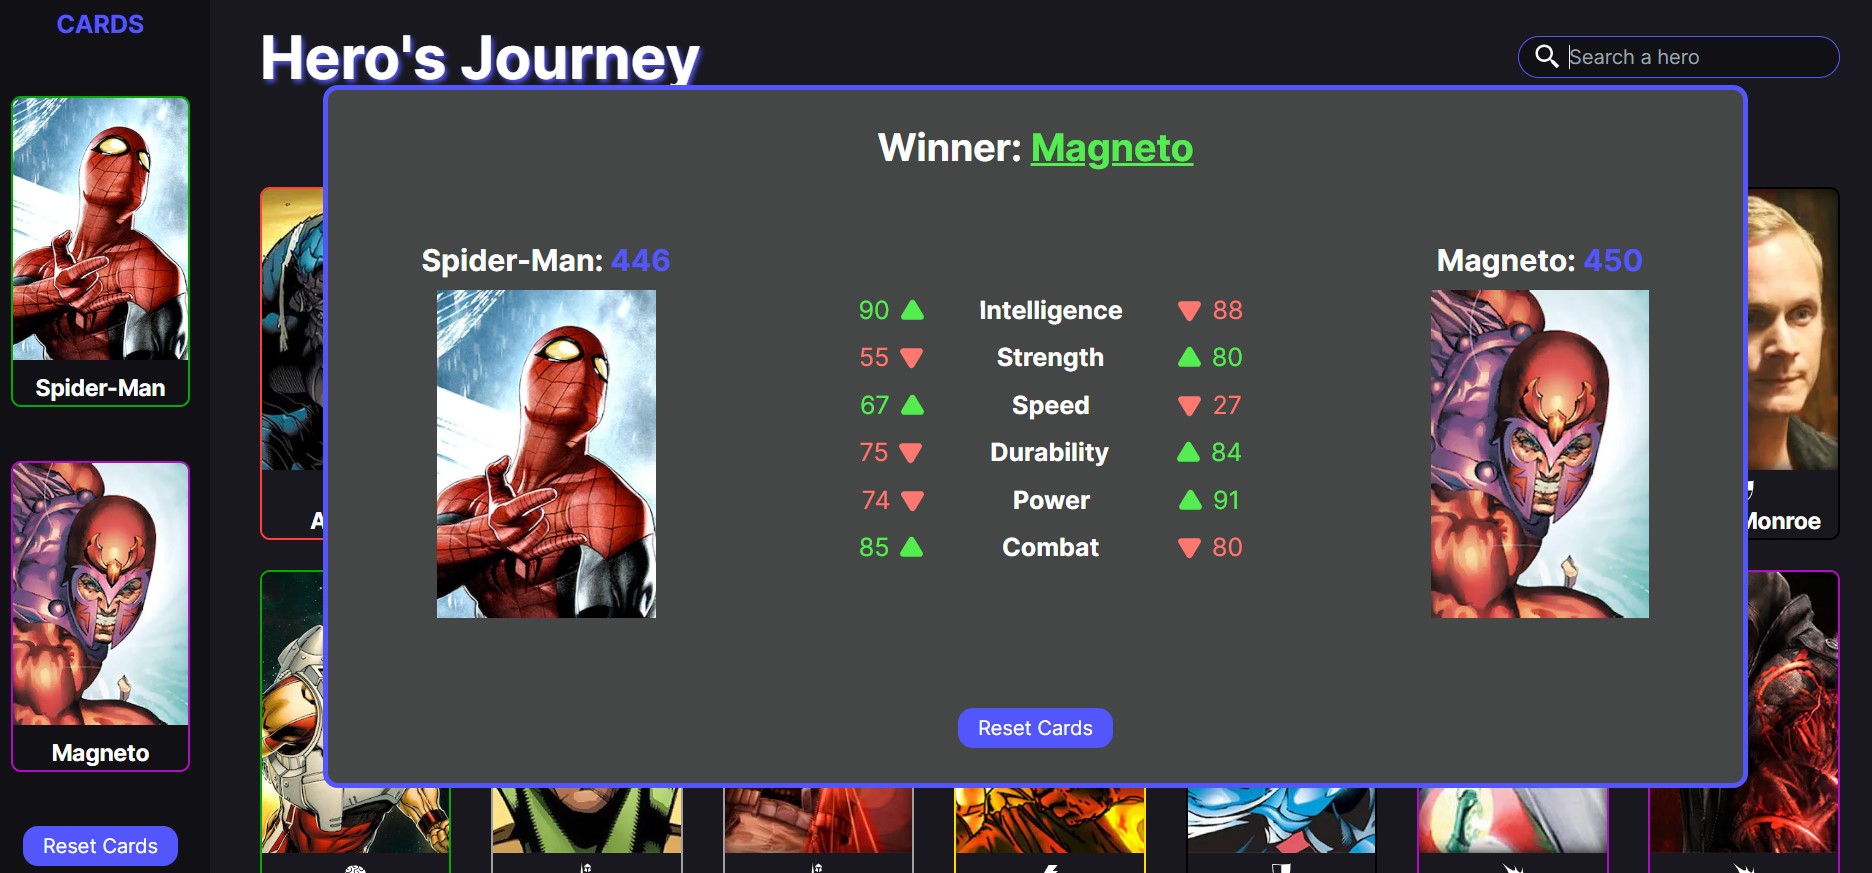 CARDS
Spider-Man
Magneto
Reset Cards
Hero's Journey
Search a hero
Winner: Magneto
Spider-Man: 446
Magneto: 450
90 Intelligence 88
55 Strength 80
67 Speed 27
75 Durability 84
74 Power 91
85 Combat 80
Reset Cards
A
Monroe